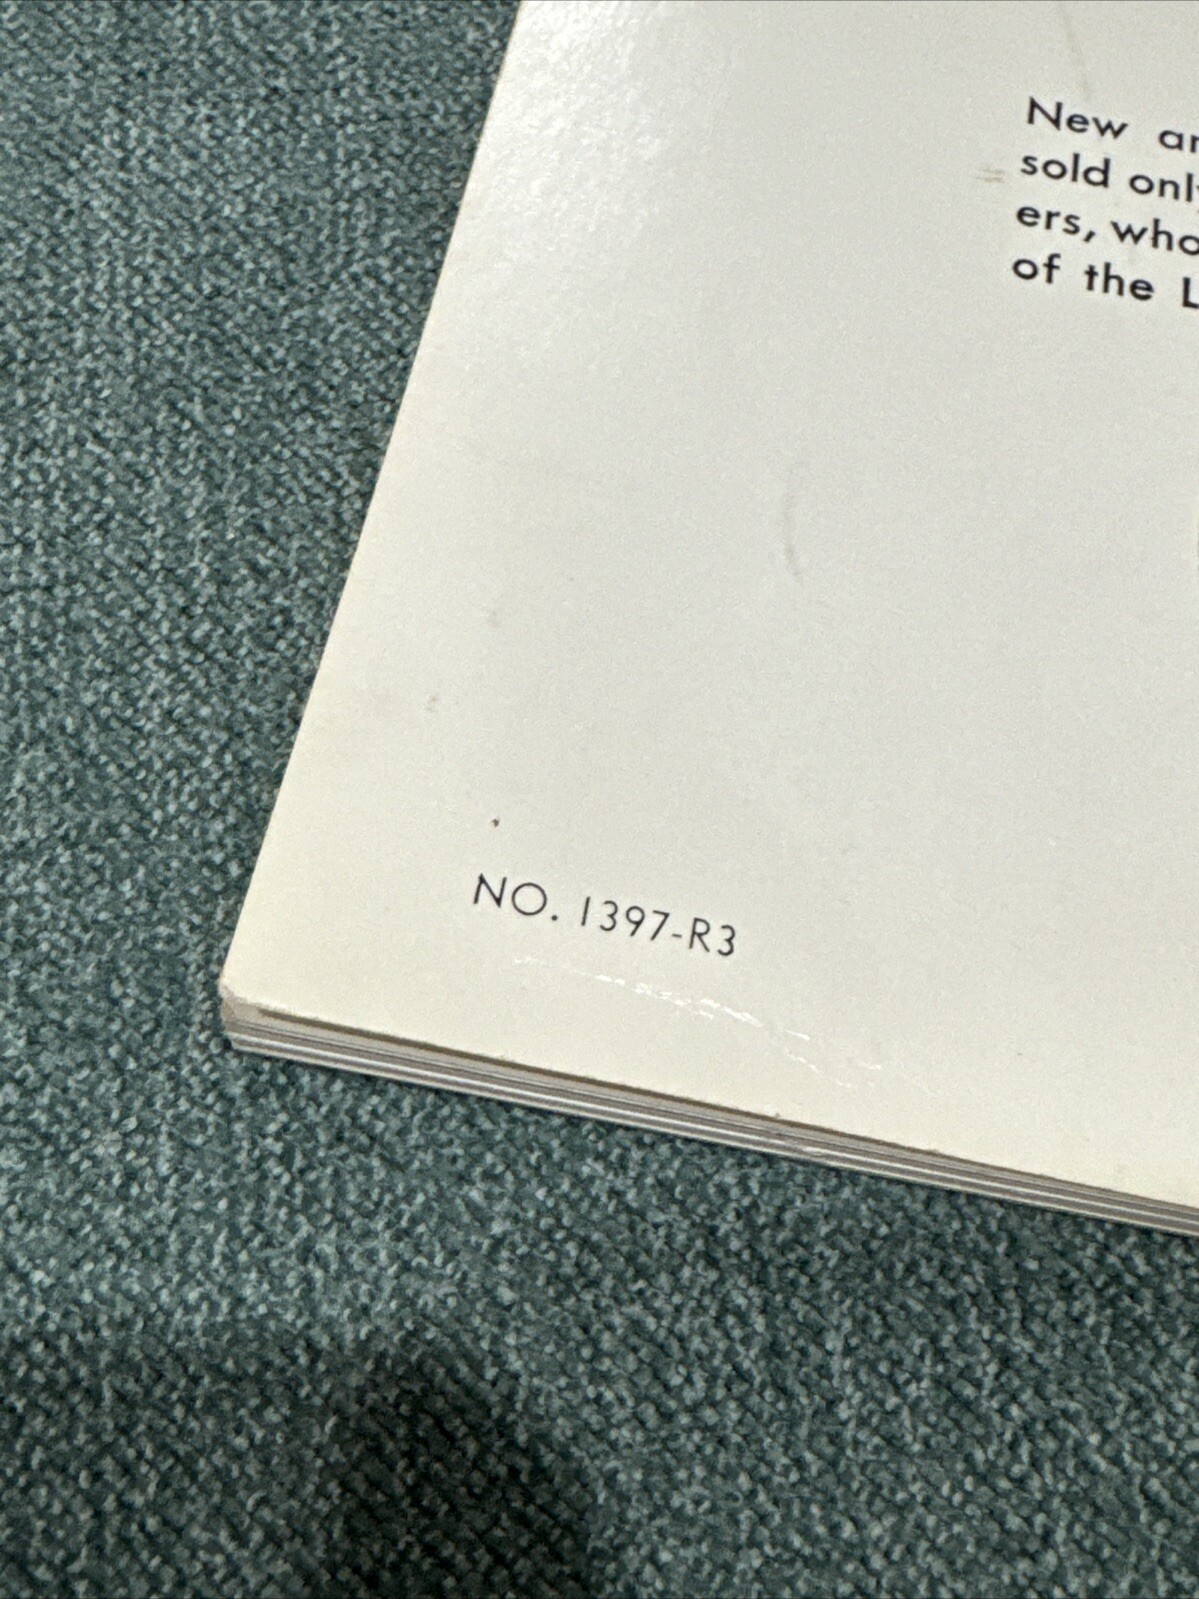 New
sold
ers,
of the
NO. 1397-R3